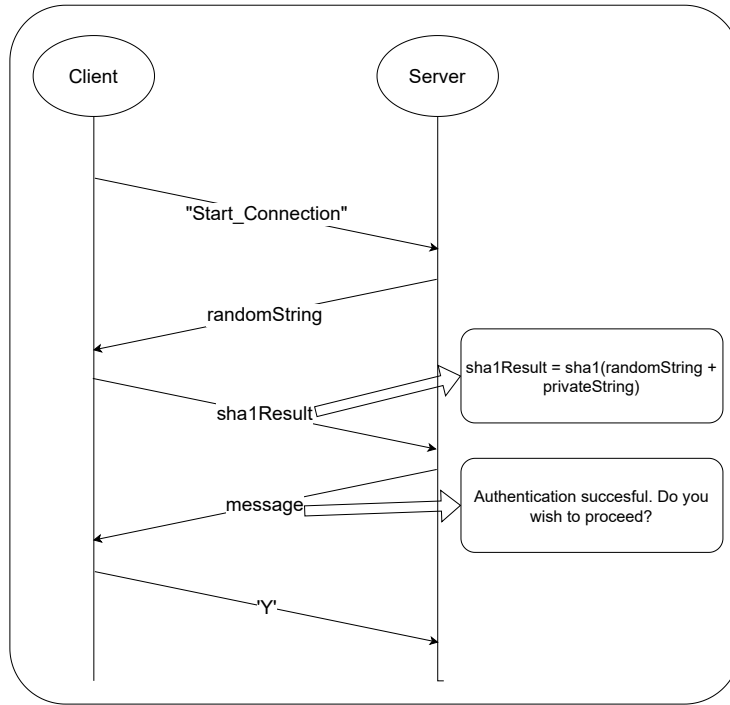 Client
Server
"Start_Connection"
randomString
sha1Result = sha1(randomString +
privateString)
sha1Result
Authentication succesful. Do you
wish to proceed?
message
'Y'